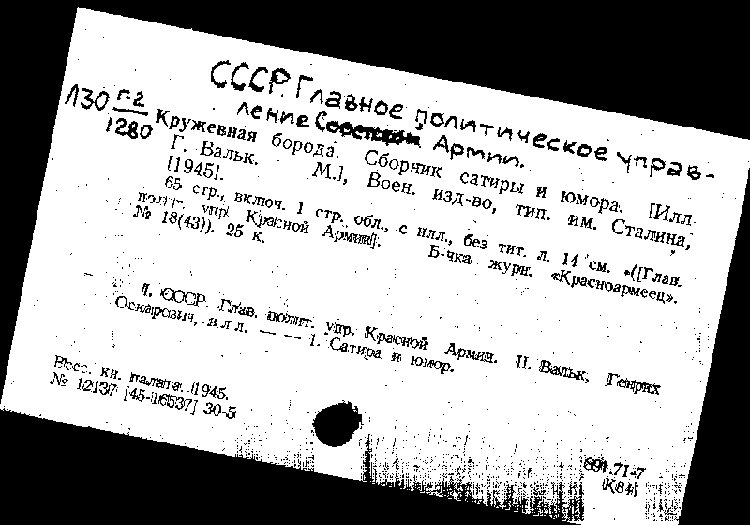 СССР. Главное политическое управ-
ление Советской Армии.
Л30 Г-2
1280
Кружевная борода. Сборник сатиры и юмора. [Илл.
Г. Вальк. М.], Воен. изд-во, тип. им. Сталина,
[1945].
65 стр., включ. 1 стр. обл., с илл., без тит. л. 14 см. «([Глав.
полит. упр. Красной Армии]. Б-чка журн. «Красноармеец».
№ 18(43)). 25 к.
I. СССР. Глав. полит. упр. Красной Армии. II. Вальк, Генрих
Оскарович, илл. — — 1. Сатира и юмор.
Всес. кн. палата. 1945.
№ 12137 [45-16537] 30-5
891.71-7
(К84)